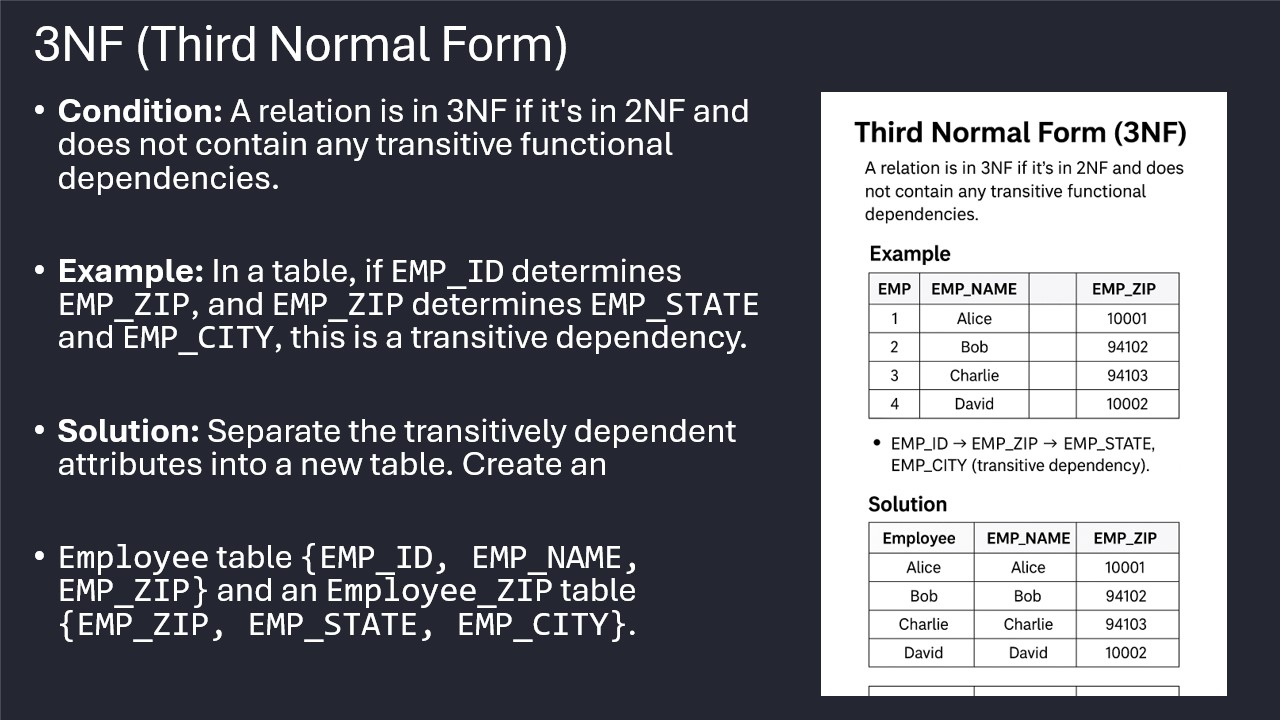 3NF (Third Normal Form)
• Condition: A relation is in 3NF if it's in 2NF and
does not contain any transitive functional
dependencies.
• Example: In a table, if EMP_ID determines
EMP_ZIP, and EMP_ZIP determines EMP_STATE
and EMP_CITY, this is a transitive dependency.
• Solution: Separate the transitively dependent
attributes into a new table. Create an
• Employee table {EMP_ID, EMP_NAME,
EMP_ZIP} and an Employee_ZIP table
{EMP_ZIP, EMP_STATE, EMP_CITY}.
Third Normal Form (3NF)
A relation is in 3NF if it's in 2NF and does
not contain any transitive functional
dependencies.
Example
EMP EMP_NAME EMP_ZIP
1 Alice 10001
2 Bob 94102
3 Charlie 94103
4 David 10002
• EMP_ID → EMP_ZIP → EMP_STATE,
EMP_CITY (transitive dependency).
Solution
Employee EMP_NAME EMP_ZIP
Alice Alice 10001
Bob Bob 94102
Charlie Charlie 94103
David David 10002